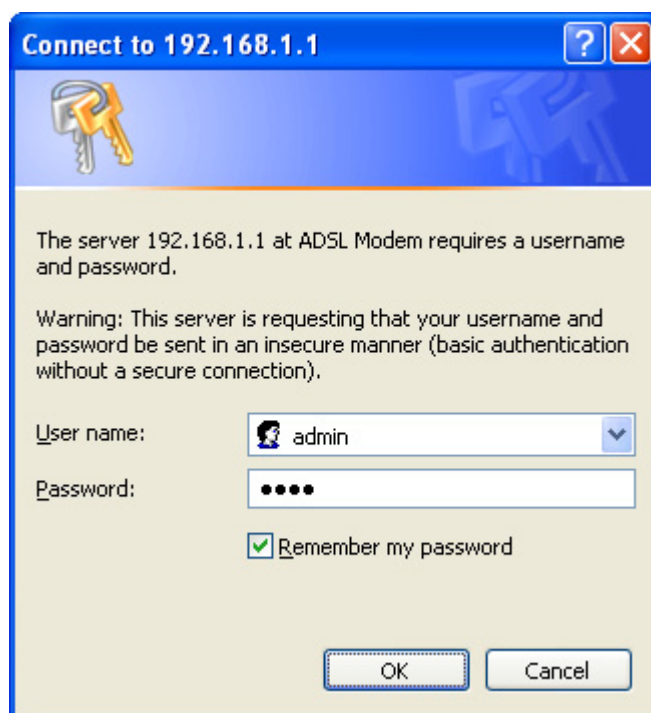 Connect to 192.168.1.1
The server 192.168.1.1 at ADSL Modem requires a username
and password.
Warning: This server is requesting that your username and
password be sent in an insecure manner (basic authentication
without a secure connection).
User name:
admin
Password:
••••
Remember my password
OK
Cancel